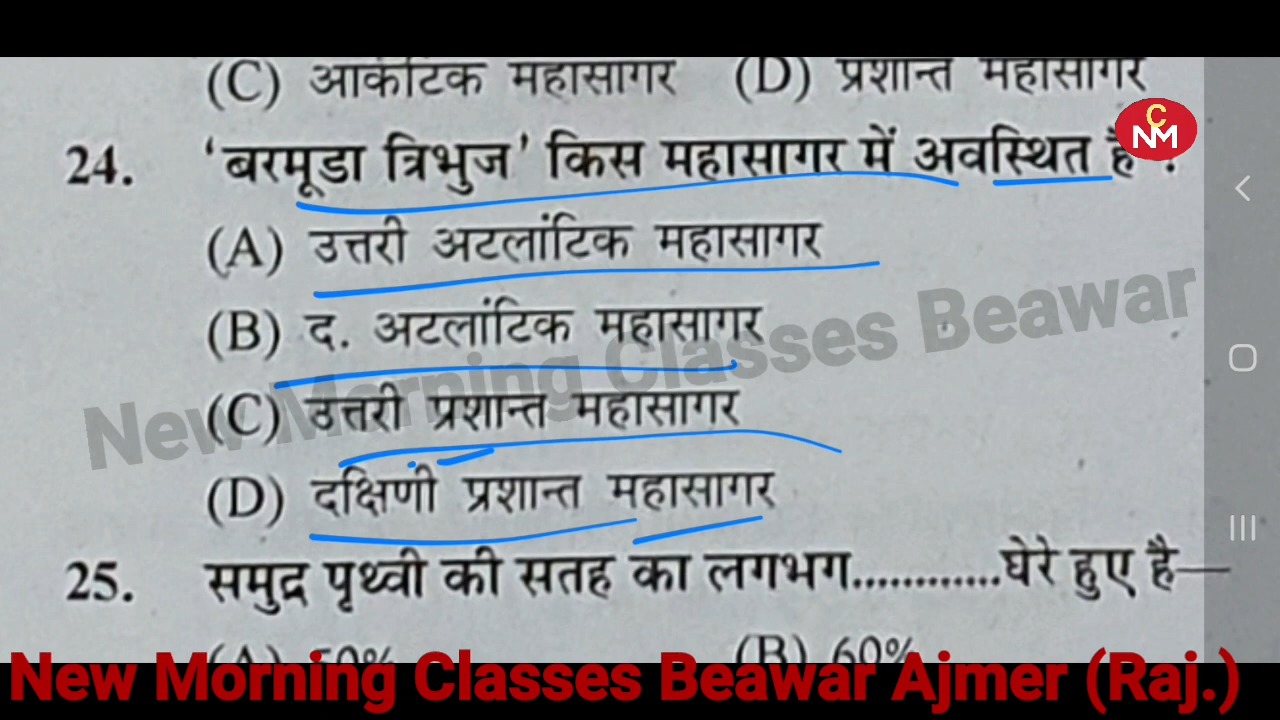 (C) आर्कटिक महासागर (D) प्रशान्त महासागर
24. 'बरमूडा त्रिभुज' किस महासागर में अवस्थित है ?
(A) उत्तरी अटलांटिक महासागर
(B) द. अटलांटिक महासागर
(C) उत्तरी प्रशान्त महासागर
(D) दक्षिणी प्रशान्त महासागर
25. समुद्र पृथ्वी की सतह का लगभग............घेरे हुए है—
(A) 50% (B) 60%
CNM
New Morning Classes Beawar
New Morning Classes Beawar Ajmer (Raj.)